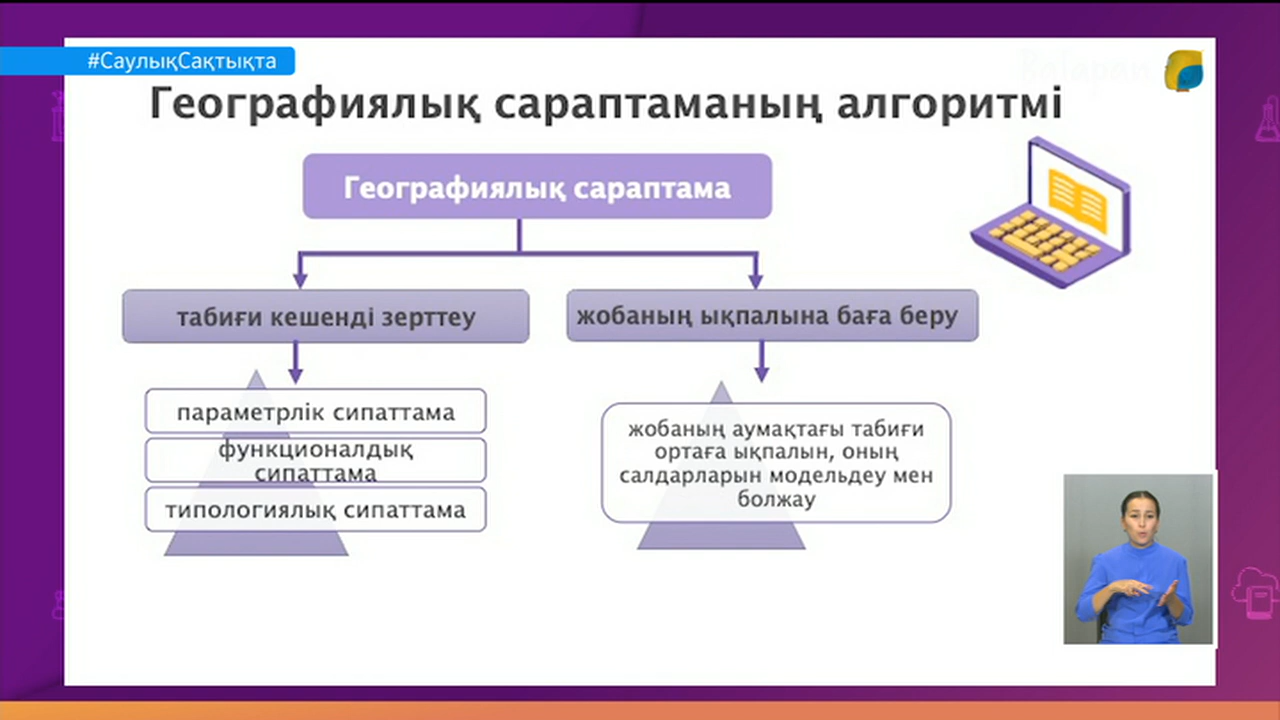 #СаулықСақтықта
Географиялық сараптаманың алгоритмі
Географиялық сараптама
табиғи кешенді зерттеу
жобаның ықпалына баға беру
параметрлік сипаттама
функционалдық
сипаттама
типологиялық сипаттама
жобаның аумақтағы табиғи
ортаға ықпалын, оның
салдарларын модельдеу мен
болжау